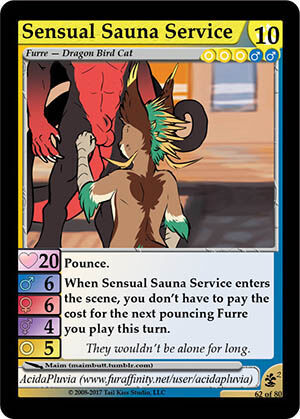 Sensual Sauna Service 10
Furre — Dragon Bird Cat
20 Pounce.
6 When Sensual Sauna Service enters
6 the scene, you don't have to pay the
4 cost for the next pouncing Furre
you play this turn.
5 They wouldn't be alone for long.
Maim (maimbutt.tumblr.com)
AcidaPluvia (www.furaffinity.net/user/acidapluvia)
© 2008-2017 Tail Kiss Studio, LLC 62 of 80